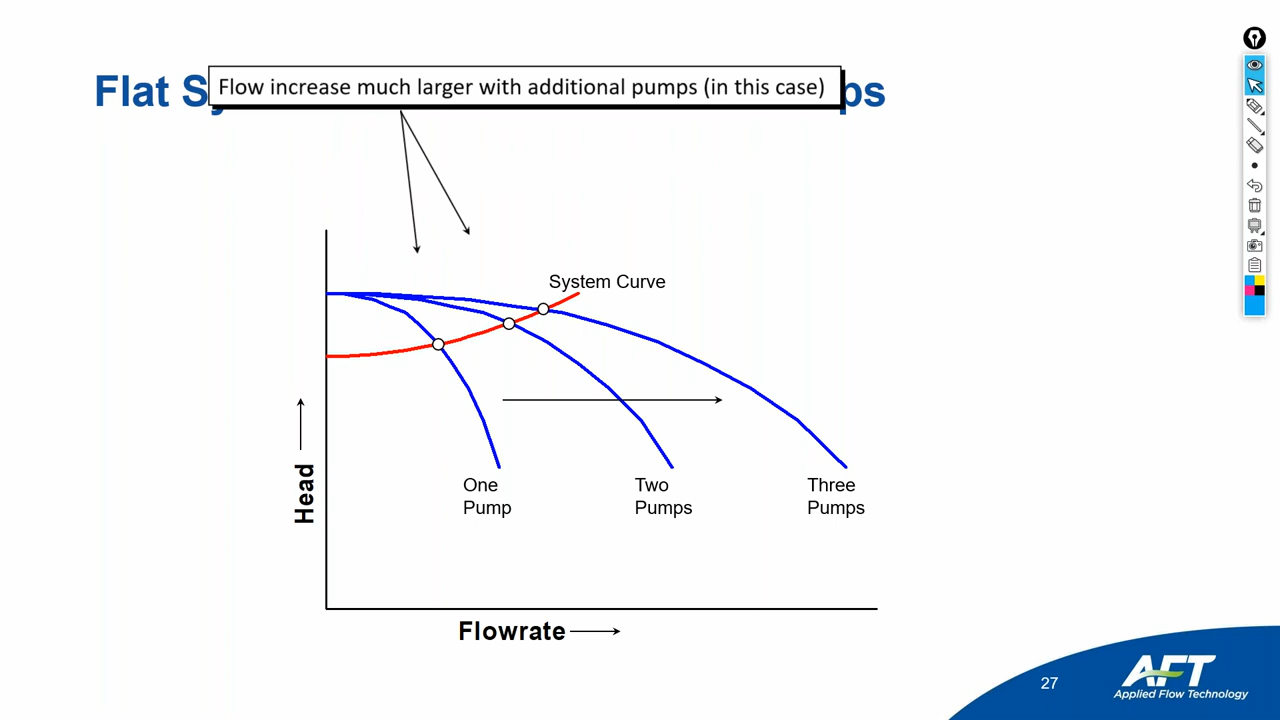 Flat
Flow increase much larger with additional pumps (in this case)
ps
System Curve
Head
One
Pump
Two
Pumps
Three
Pumps
Flowrate
27
AFT
Applied Flow Technology